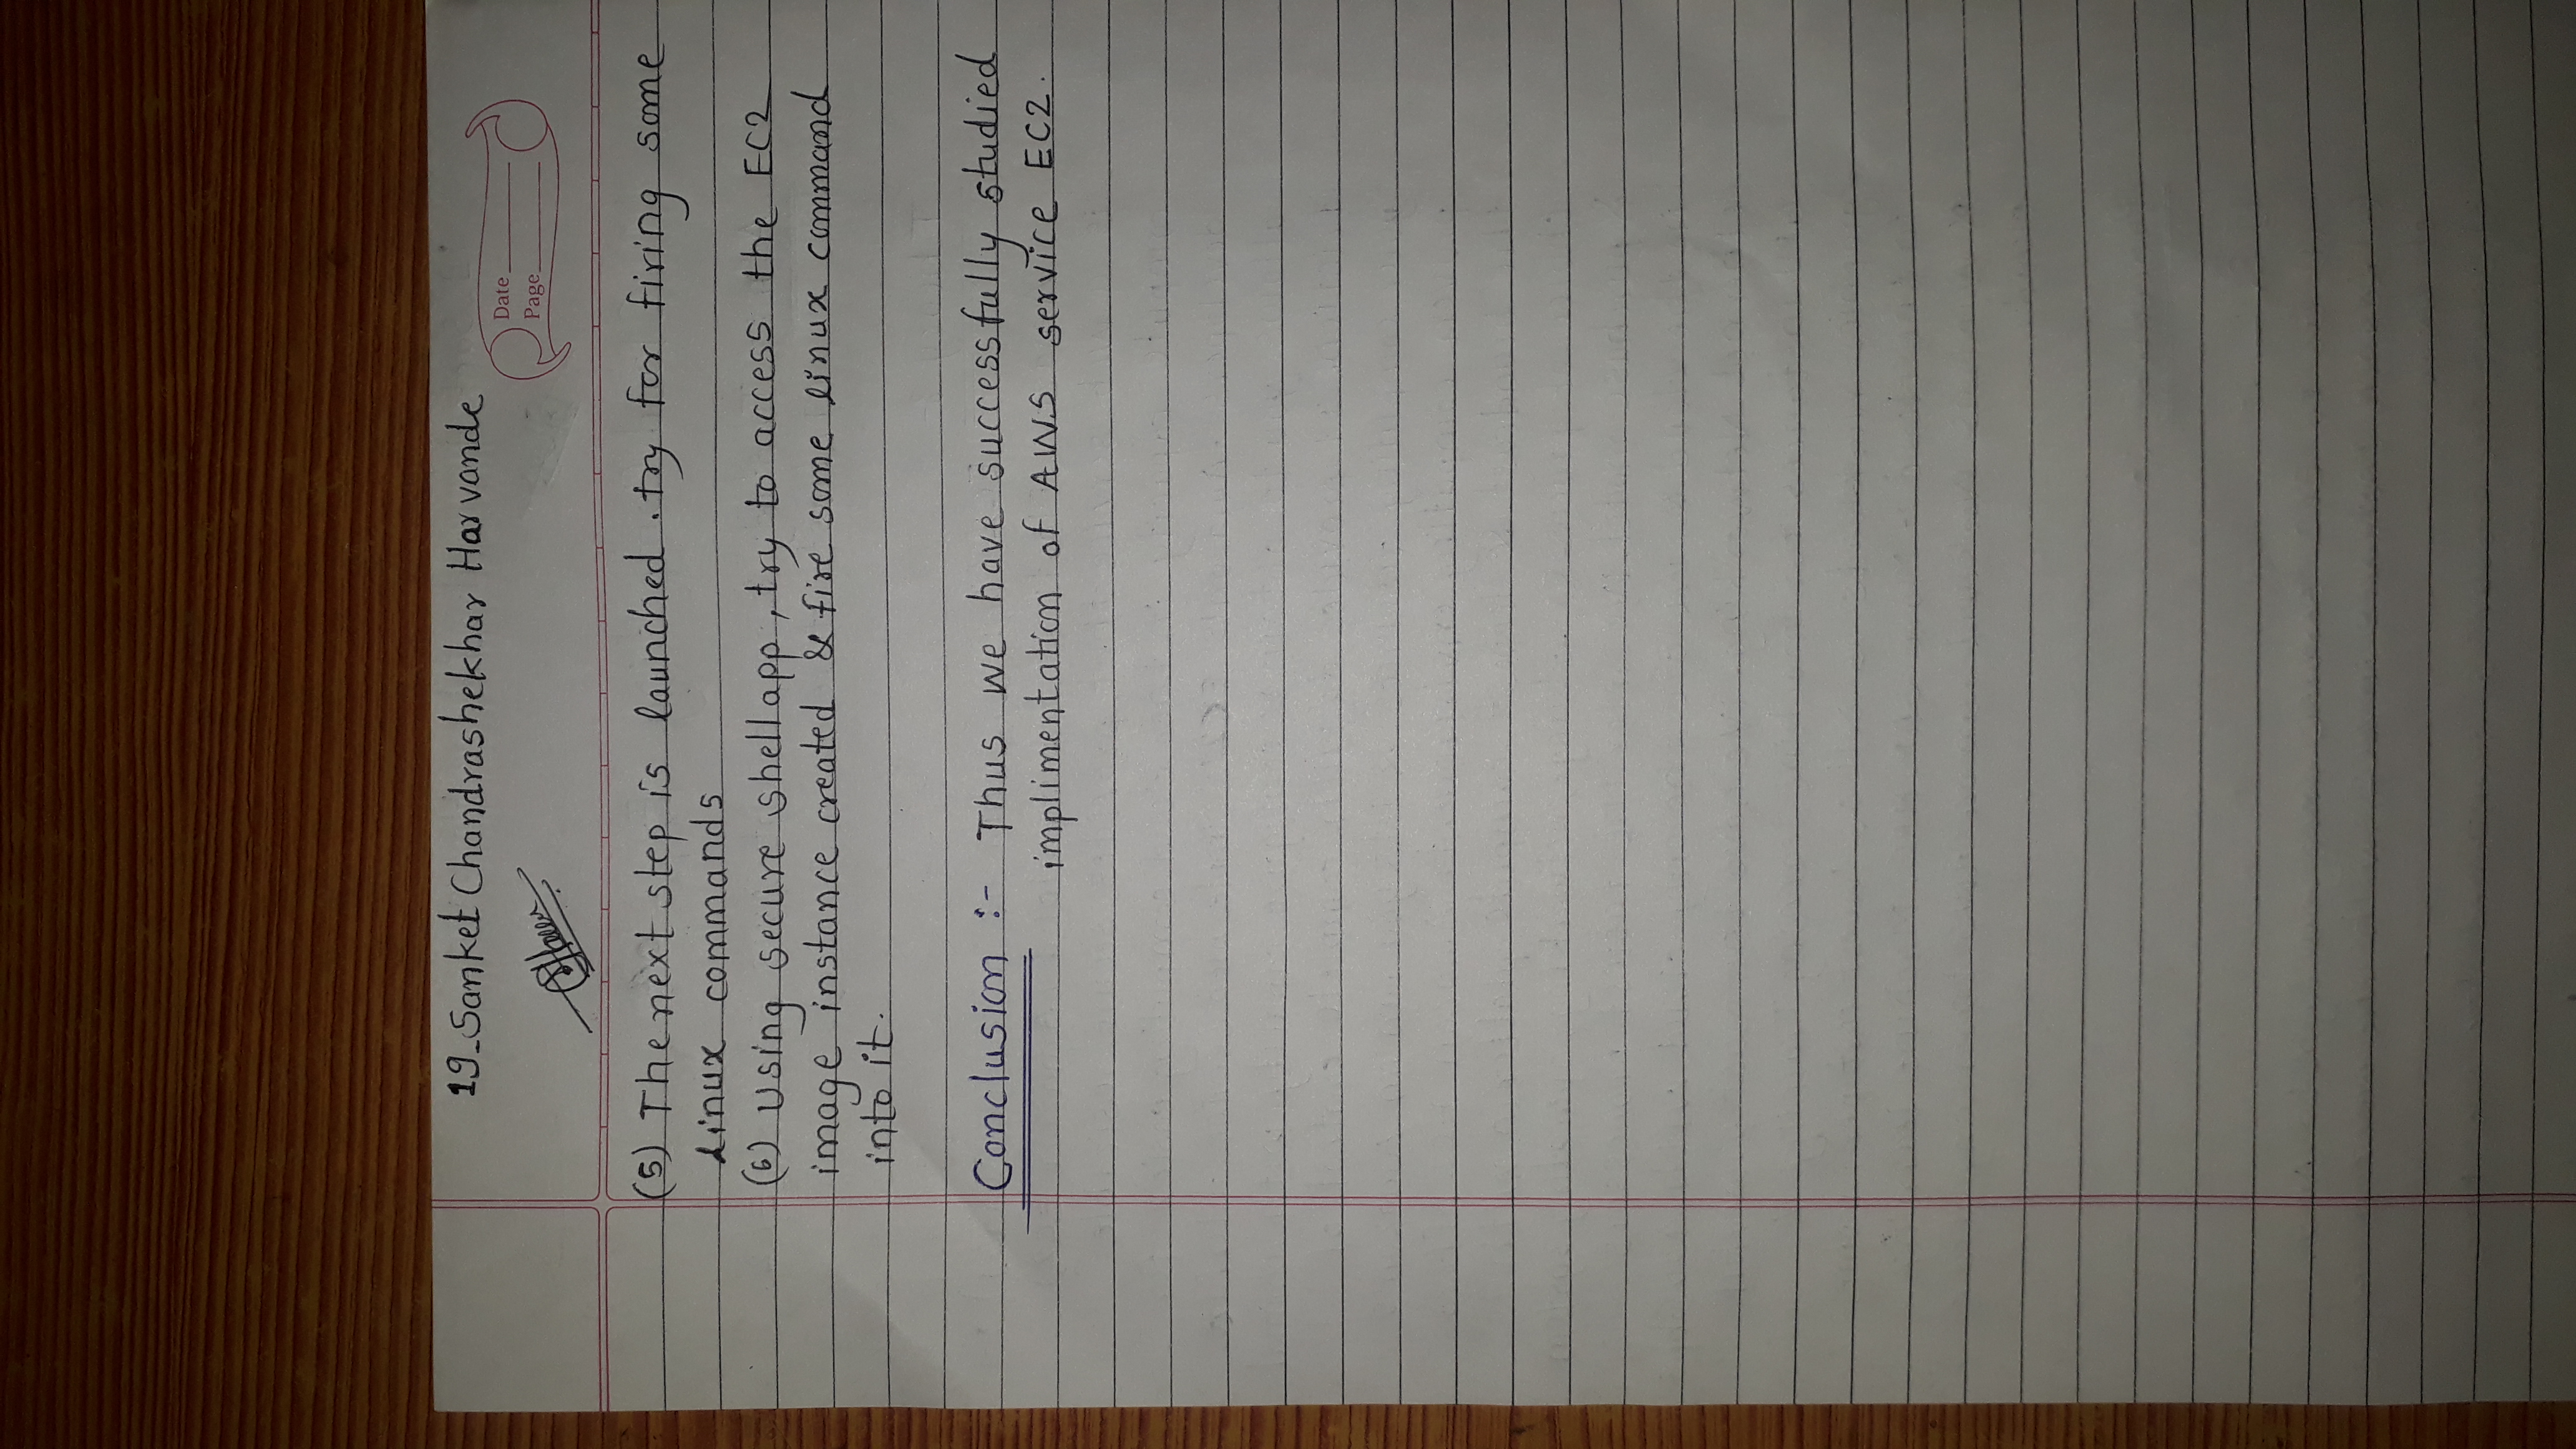 19-Sanket Chandrashekhar Harvande
Date
Page
(5) The next step is launched. try for firing some
linux commands
(6) Using secure shell app, try to access the EC2
image instance created & fire some linux command
into it.
Conclusion :- Thus we have successfully studied
implimentation of AWS service EC2.